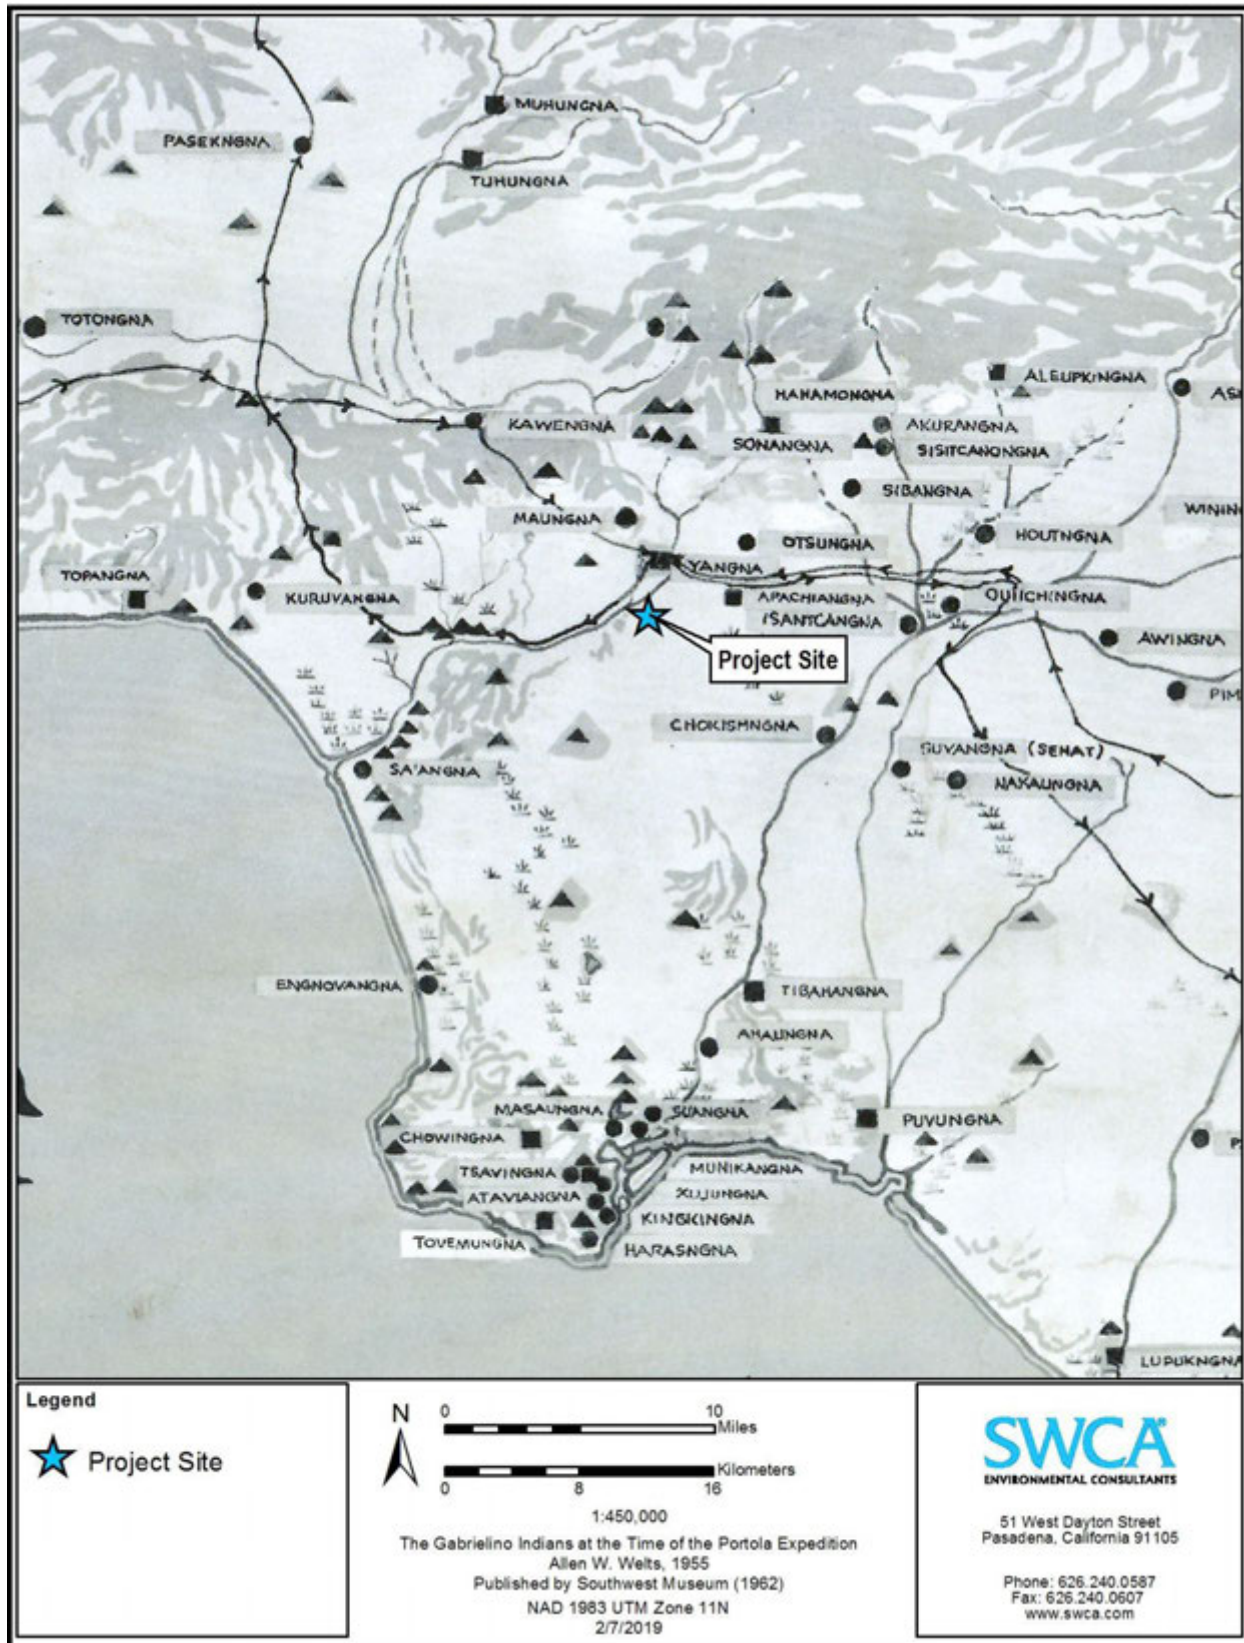 MUHUNGNA
PASEKNGNA
TUHUNGNA
TOTONGNA
HAHAMONGNA
ALEUPKINGNA
KAWENGNA
AKURANGNA
SONANGNA
SISITCANONGNA
SIBANGNA
MAUNGNA
OTSUNGNA
HOUTNGNA
YANGNA
TOPANGNA
KURUVANGNA
APACHIANGNA
QUIICHINGNA
ISANTCANGNA
AWINGNA
Project Site
PIM
CHOKISHNGNA
SUVANGNA (SEHAT)
SA'ANGNA
NAKAUNGNA
ENGNOVANGNA
TIBAHANGNA
AHAUNGNA
MASAUNGNA
SUANGNA
PUVUNGNA
CHOWINGNA
TSAVINGNA
MUNIKANGNA
ATAVIANGNA
XUJUNGNA
KINGKINGNA
TOVEMUNGNA
HARASNGNA
LUPUKNGNA
Legend
Project Site
N
0 10
Miles
Kilometers
0 8 16
1:450,000
The Gabrielino Indians at the Time of the Portola Expedition
Allen W. Welts, 1955
Published by Southwest Museum (1962)
NAD 1983 UTM Zone 11N
2/7/2019
SWCA®
ENVIRONMENTAL CONSULTANTS
51 West Dayton Street
Pasadena, California 91105
Phone: 626.240.0587
Fax: 626.240.0607
www.swca.com